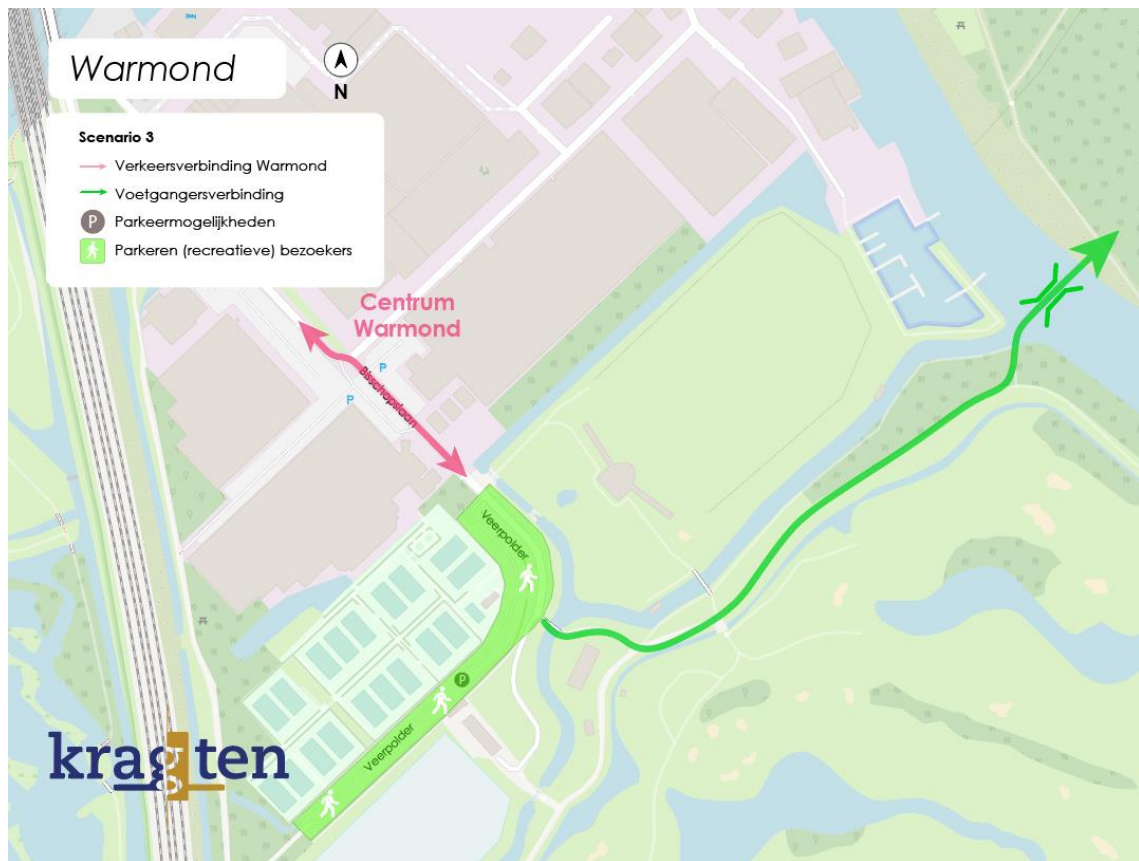 Warmond
N
Scenario 3
Verkeersverbinding Warmond
Voetgangersverbinding
P Parkeermogelijkheden
Parkeren (recreatieve) bezoekers
Centrum
Warmond
P
Bisschopslaan
P
Veerpolder
P
Veerpolder
kragten